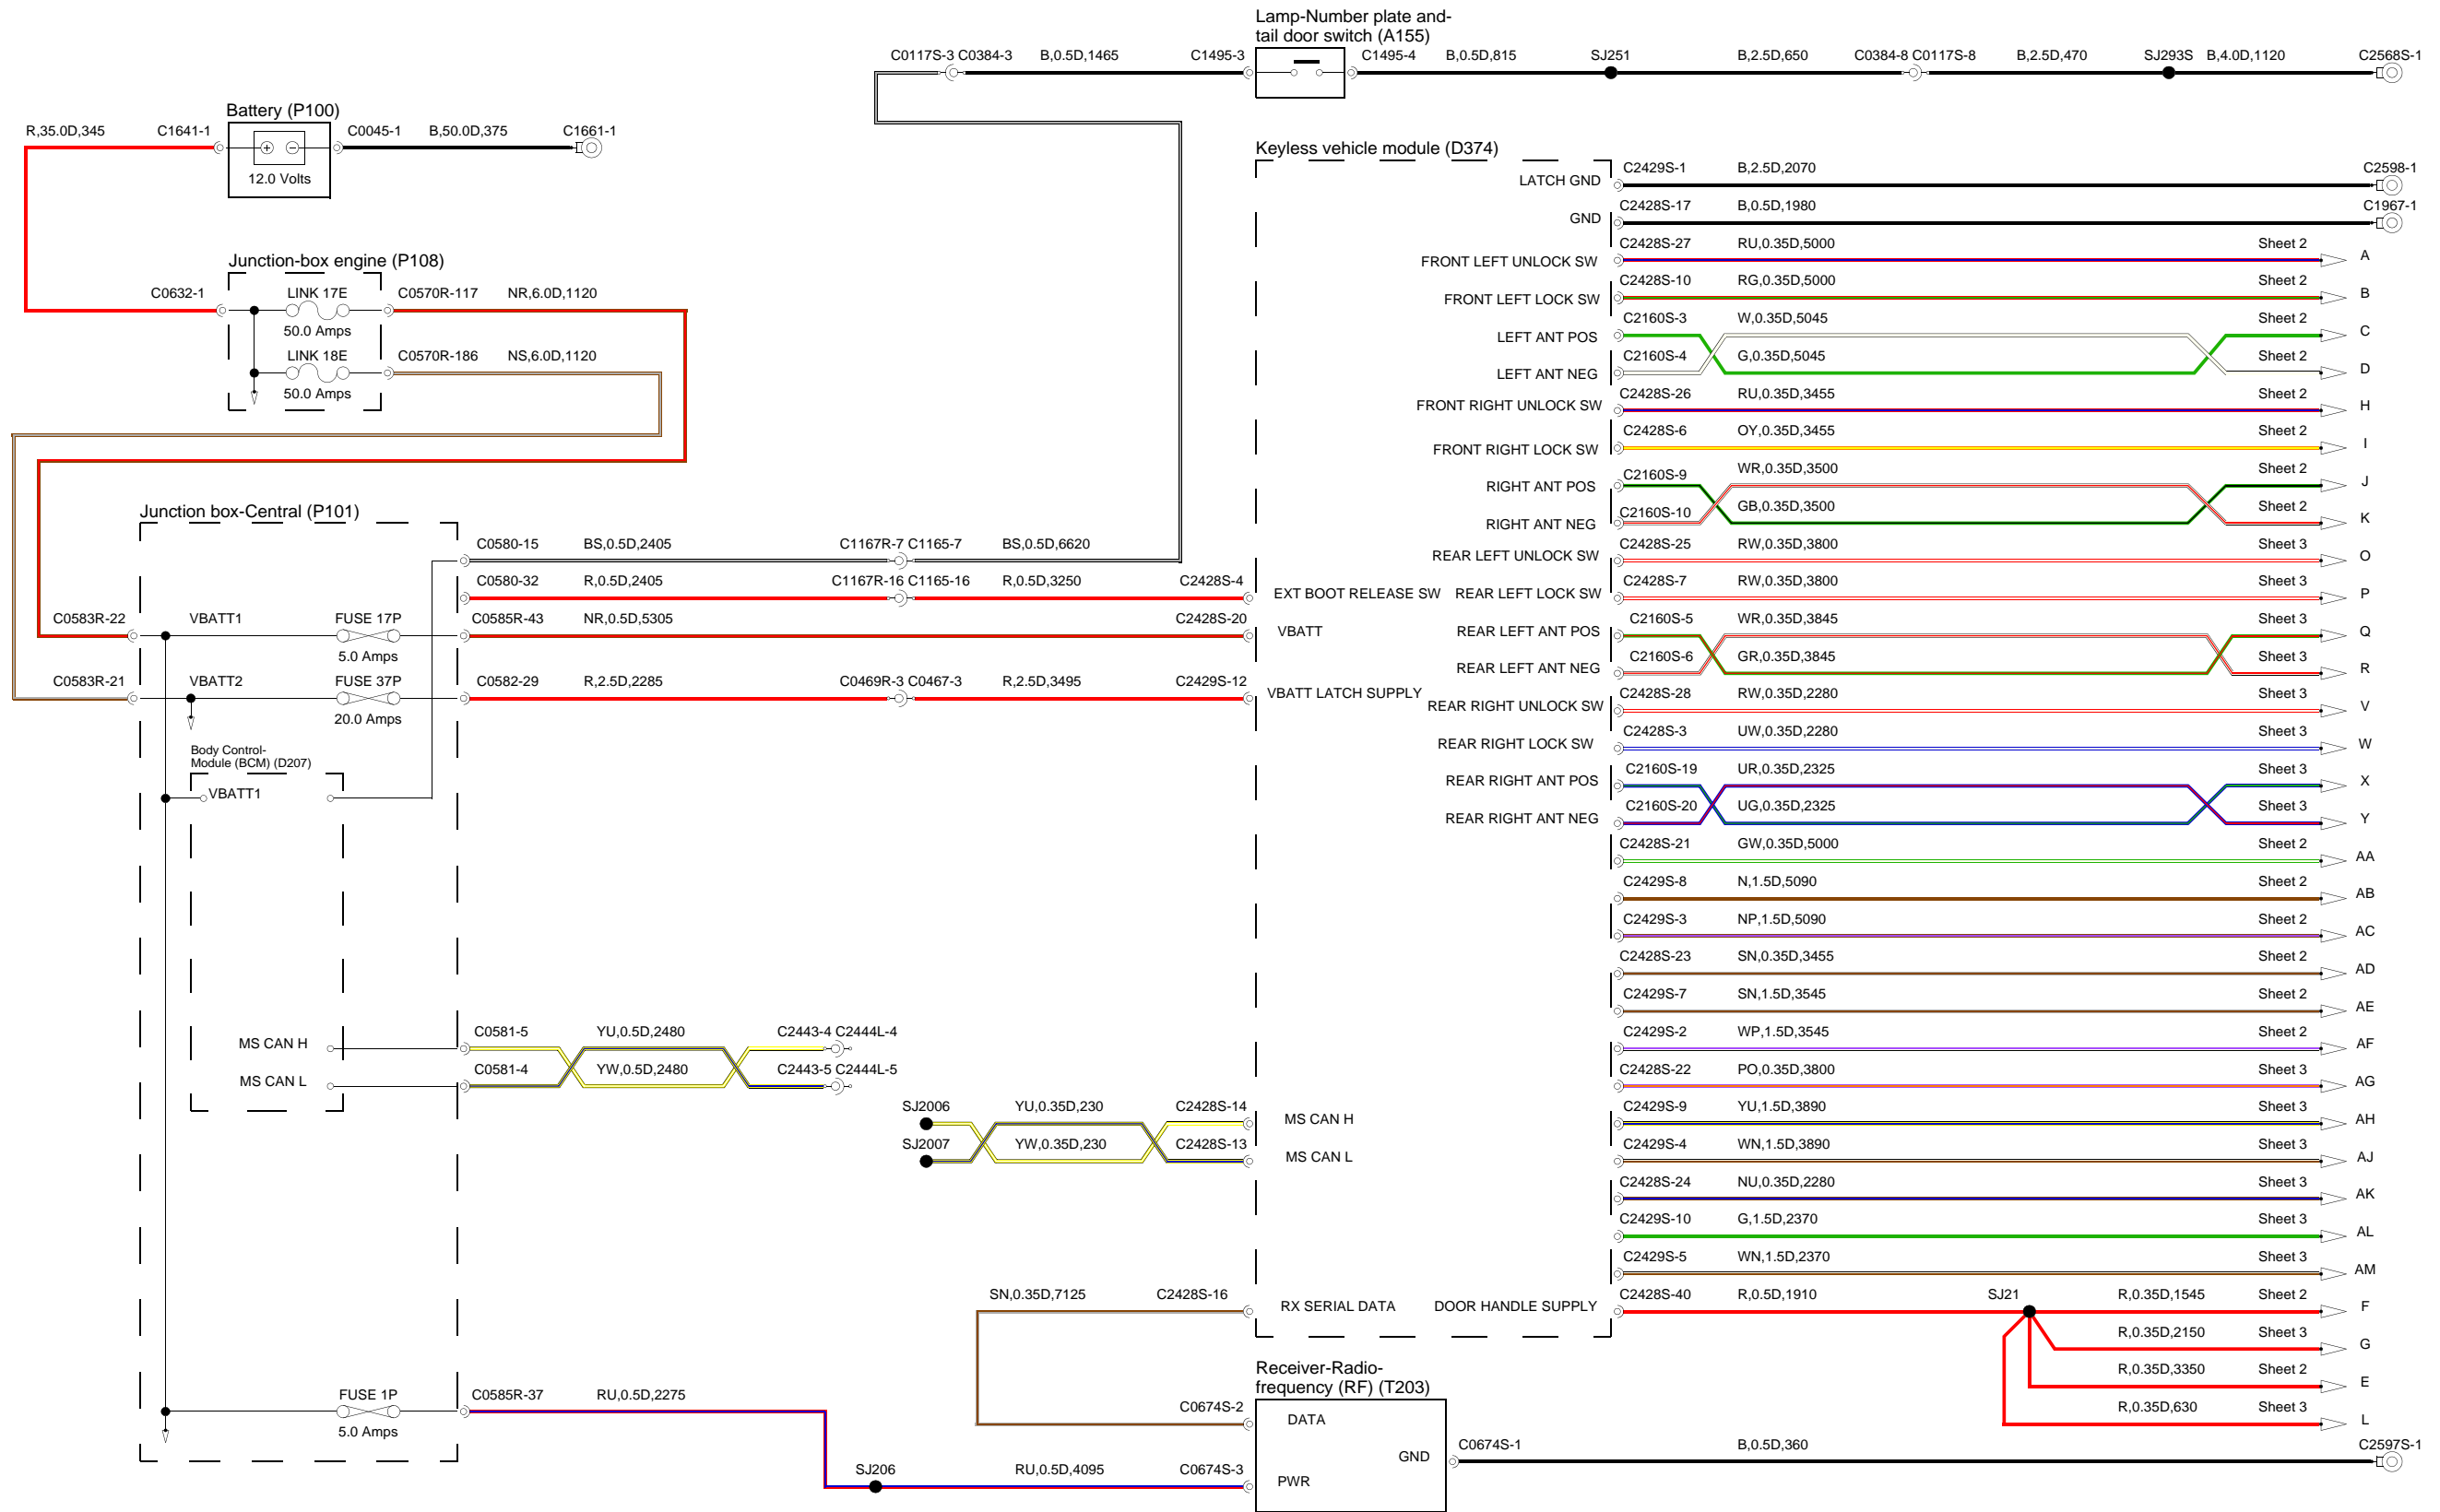 Lamp-Number plate and-
tail door switch (A155)
C0117S-3 C0384-3 B,0.5D,1465 C1495-3 C1495-4 B,0.5D,815 SJ251 B,2.5D,650 C0384-8 C0117S-8 B,2.5D,470 SJ293S B,4.0D,1120 C2568S-1
Battery (P100)
R,35.0D,345 C1641-1 C0045-1 B,50.0D,375 C1661-1
12.0 Volts
Junction-box engine (P108)
C0632-1 LINK 17E C0570R-117 NR,6.0D,1120
50.0 Amps
LINK 18E C0570R-186 NS,6.0D,1120
50.0 Amps
Junction box-Central (P101)
C0580-15 BS,0.5D,2405 C1167R-7 C1165-7 BS,0.5D,6620
C0580-32 R,0.5D,2405 C1167R-16 C1165-16 R,0.5D,3250 C2428S-4
C0583R-22 VBATT1 FUSE 17P C0585R-43 NR,0.5D,5305 C2428S-20
5.0 Amps
C0583R-21 VBATT2 FUSE 37P C0582-29 R,2.5D,2285 C0469R-3 C0467-3 R,2.5D,3495 C2429S-12
20.0 Amps
Body Control-
Module (BCM) (D207)
VBATT1
MS CAN H C0581-5 YU,0.5D,2480 C2443-4 C2444L-4
MS CAN L C0581-4 YW,0.5D,2480 C2443-5 C2444L-5
SJ2006 YU,0.35D,230 C2428S-14
SJ2007 YW,0.35D,230 C2428S-13
SN,0.35D,7125 C2428S-16
FUSE 1P C0585R-37 RU,0.5D,2275
5.0 Amps
SJ206 RU,0.5D,4095 C0674S-3
C0674S-2
Keyless vehicle module (D374)
LATCH GND C2429S-1 B,2.5D,2070 C2598-1
GND C2428S-17 B,0.5D,1980 C1967-1
FRONT LEFT UNLOCK SW C2428S-27 RU,0.35D,5000 Sheet 2 A
FRONT LEFT LOCK SW C2428S-10 RG,0.35D,5000 Sheet 2 B
LEFT ANT POS C2160S-3 W,0.35D,5045 Sheet 2 C
LEFT ANT NEG C2160S-4 G,0.35D,5045 Sheet 2 D
FRONT RIGHT UNLOCK SW C2428S-26 RU,0.35D,3455 Sheet 2 H
FRONT RIGHT LOCK SW C2428S-6 OY,0.35D,3455 Sheet 2 I
RIGHT ANT POS C2160S-9 WR,0.35D,3500 Sheet 2 J
RIGHT ANT NEG C2160S-10 GB,0.35D,3500 Sheet 2 K
REAR LEFT UNLOCK SW C2428S-25 RW,0.35D,3800 Sheet 3 O
EXT BOOT RELEASE SW REAR LEFT LOCK SW C2428S-7 RW,0.35D,3800 Sheet 3 P
VBATT REAR LEFT ANT POS C2160S-5 WR,0.35D,3845 Sheet 3 Q
REAR LEFT ANT NEG C2160S-6 GR,0.35D,3845 Sheet 3 R
VBATT LATCH SUPPLY REAR RIGHT UNLOCK SW C2428S-28 RW,0.35D,2280 Sheet 3 V
REAR RIGHT LOCK SW C2428S-3 UW,0.35D,2280 Sheet 3 W
REAR RIGHT ANT POS C2160S-19 UR,0.35D,2325 Sheet 3 X
REAR RIGHT ANT NEG C2160S-20 UG,0.35D,2325 Sheet 3 Y
C2428S-21 GW,0.35D,5000 Sheet 2 AA
C2429S-8 N,1.5D,5090 Sheet 2 AB
C2429S-3 NP,1.5D,5090 Sheet 2 AC
C2428S-23 SN,0.35D,3455 Sheet 2 AD
C2429S-7 SN,1.5D,3545 Sheet 2 AE
C2429S-2 WP,1.5D,3545 Sheet 2 AF
C2428S-22 PO,0.35D,3800 Sheet 3 AG
MS CAN H C2429S-9 YU,1.5D,3890 Sheet 3 AH
MS CAN L C2429S-4 WN,1.5D,3890 Sheet 3 AJ
C2428S-24 NU,0.35D,2280 Sheet 3 AK
C2429S-10 G,1.5D,2370 Sheet 3 AL
C2429S-5 WN,1.5D,2370 Sheet 3 AM
RX SERIAL DATA DOOR HANDLE SUPPLY C2428S-40 R,0.5D,1910 SJ21 R,0.35D,1545 Sheet 2 F
R,0.35D,2150 Sheet 3 G
R,0.35D,3350 Sheet 2 E
R,0.35D,630 Sheet 3 L
Receiver-Radio-
frequency (RF) (T203)
DATA
GND C0674S-1 B,0.5D,360 C2597S-1
PWR